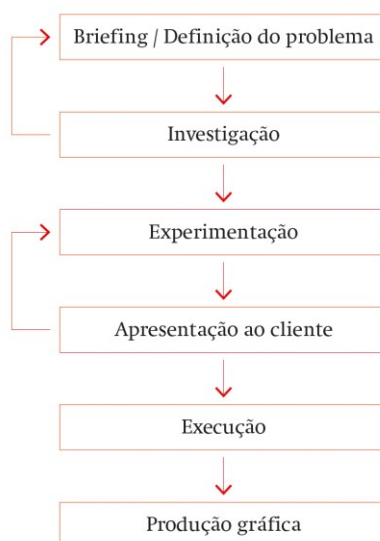 Briefing / Definição do problema
Investigação
Experimentação
Apresentação ao cliente
Execução
Produção gráfica